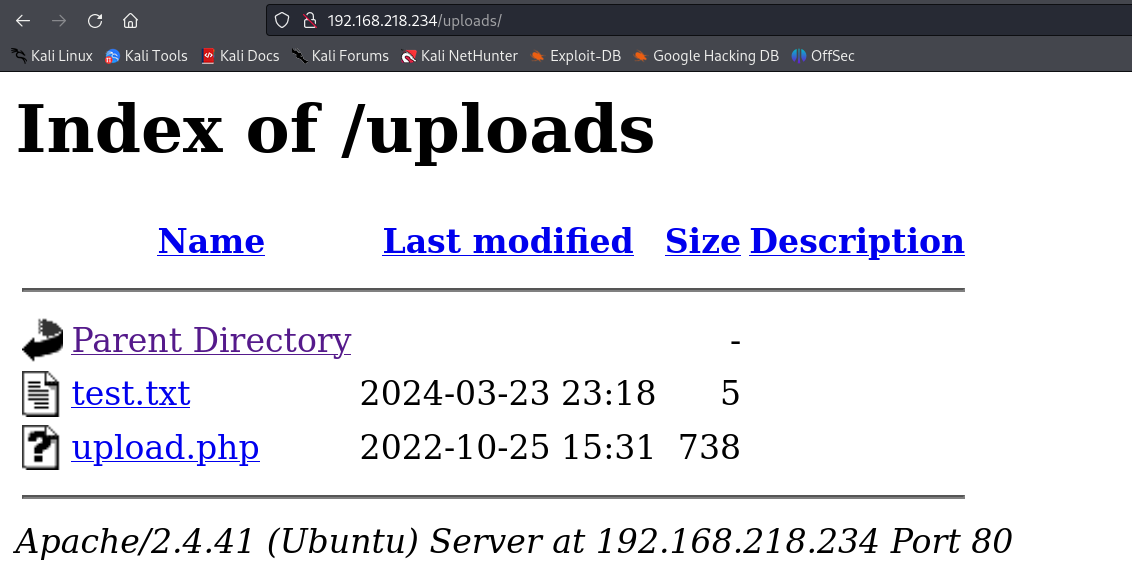 192.168.218.234/uploads/
Kali Linux Kali Tools Kali Docs Kali Forums Kali NetHunter Exploit-DB Google Hacking DB OffSec
Index of /uploads
Name Last modified Size Description
Parent Directory -
test.txt 2024-03-23 23:18 5
upload.php 2022-10-25 15:31 738
Apache/2.4.41 (Ubuntu) Server at 192.168.218.234 Port 80